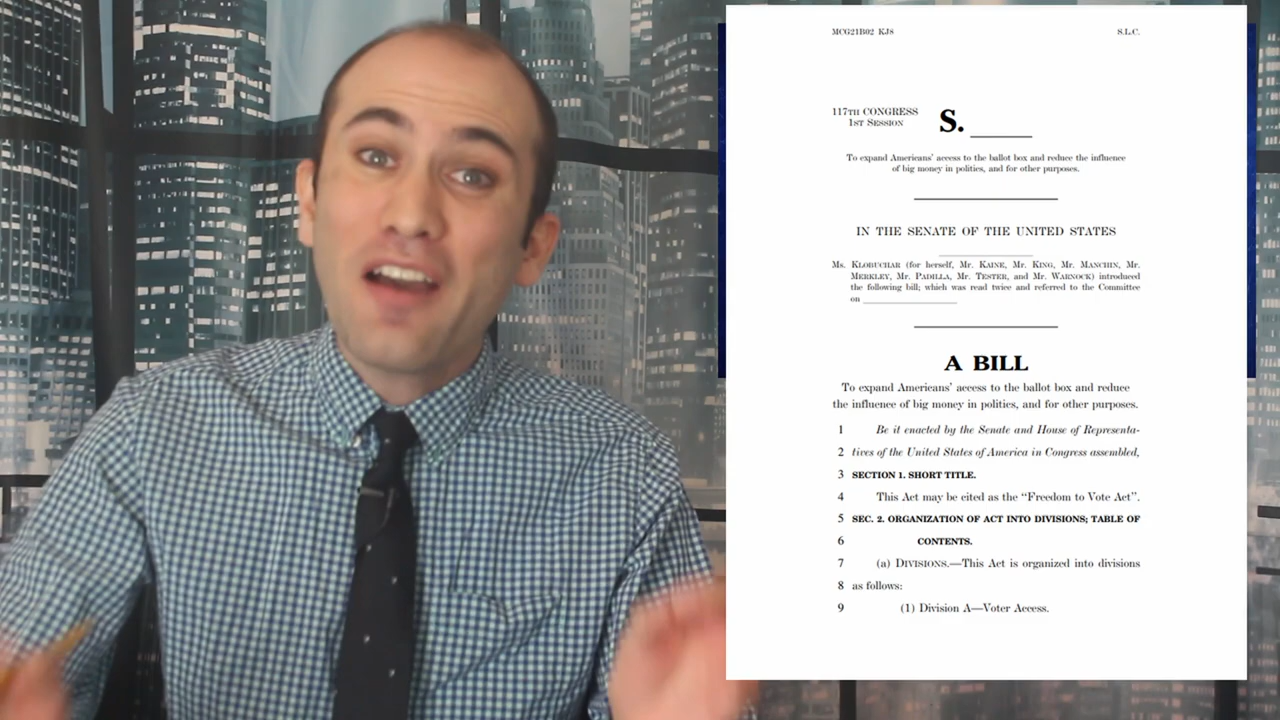 MCG21B02 KJ8 S.L.C.
117TH CONGRESS
1ST SESSION
S. ________
To expand Americans' access to the ballot box and reduce the influence
of big money in politics, and for other purposes.
IN THE SENATE OF THE UNITED STATES
Ms. KLOBUCHAR (for herself, Mr. KAINE, Mr. KING, Mr. MANCHIN, Mr.
MERKLEY, Mr. PADILLA, Mr. TESTER, and Mr. WARNOCK) introduced
the following bill; which was read twice and referred to the Committee
on ________________
A BILL
To expand Americans' access to the ballot box and reduce
the influence of big money in politics, and for other purposes.
1 Be it enacted by the Senate and House of Representa-
2 tives of the United States of America in Congress assembled,
3 SECTION 1. SHORT TITLE.
4 This Act may be cited as the “Freedom to Vote Act”.
5 SEC. 2. ORGANIZATION OF ACT INTO DIVISIONS; TABLE OF
6 CONTENTS.
7 (a) DIVISIONS.—This Act is organized into divisions
8 as follows:
9 (1) Division A—Voter Access.